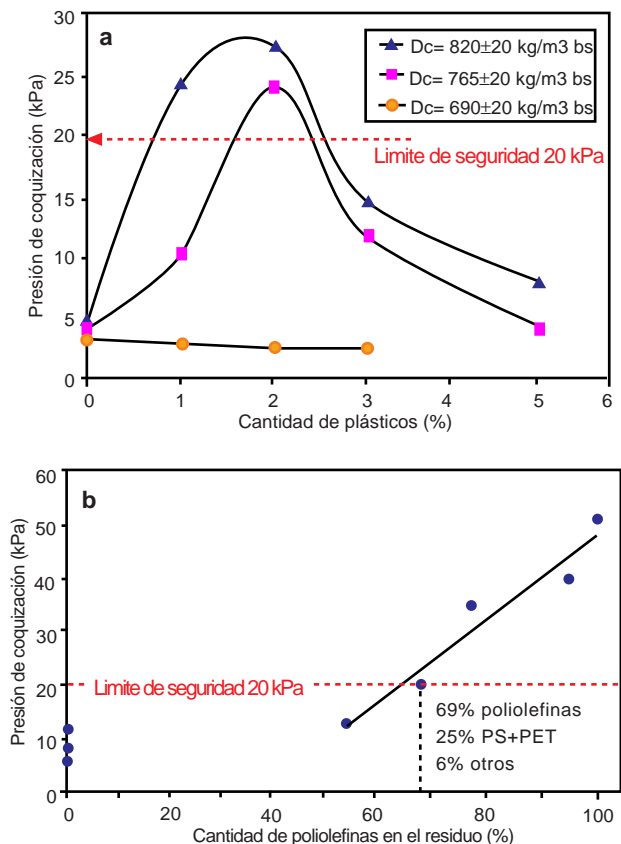 a
30
25
20
15
10
5
0
Presión de coquización (kPa)
Dc= 820±20 kg/m3 bs
Dc= 765±20 kg/m3 bs
Dc= 690±20 kg/m3 bs
Limite de seguridad 20 kPa
0 1 2 3 4 5 6
Cantidad de plásticos (%)
b
60
50
40
30
20
10
0
Presión de coquización (kPa)
Limite de seguridad 20 kPa
69% poliolefinas
25% PS+PET
6% otros
0 20 40 60 80 100
Cantidad de poliolefinas en el residuo (%)